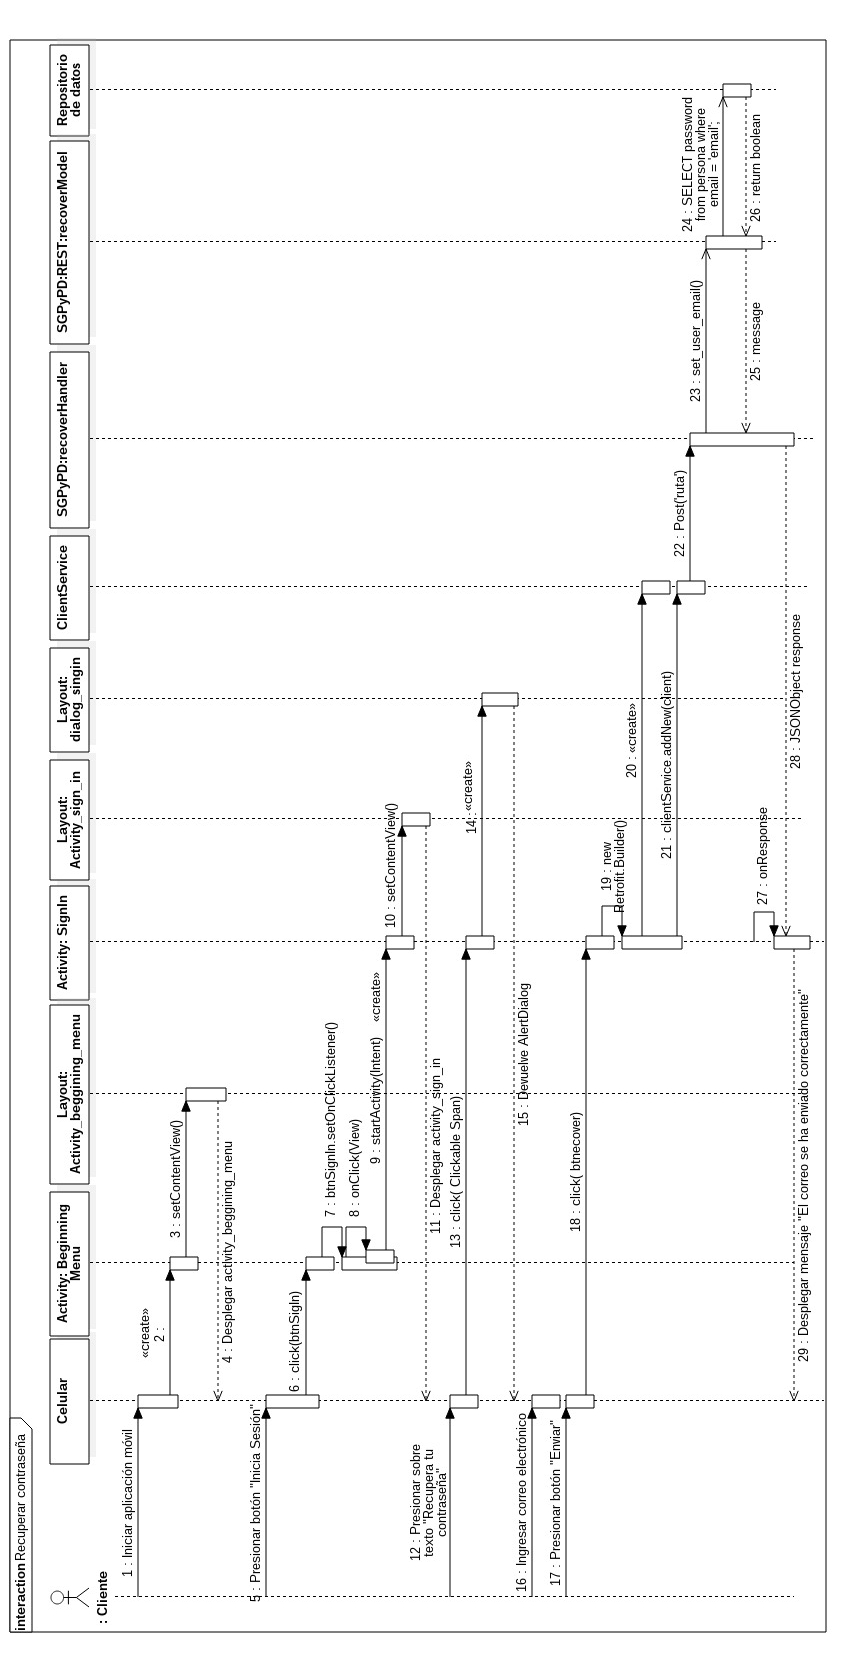 interaction Recuperar contraseña
: Cliente
Celular
Activity: Beginning
Menu
Layout:
Activity_beggining_menu
Activity: SignIn
Layout:
Activity_sign_in
Layout:
dialog_singin
ClientService
SGPyPD:recoverHandler
SGPyPD:REST:recoverModel
Repositorio
de datos
1 : Iniciar aplicación móvil
«create»
2 :
3 : setContentView()
4 : Desplegar activity_beggining_menu
5 : Presionar botón "Inicia Sesión"
6 : click(btnSigIn)
7 : btnSignIn.setOnClickListener()
8 : onClick(View)
9 : startActivity(Intent)
«create»
10 : setContentView()
11 : Desplegar activity_sign_in
12 : Presionar sobre
texto "Recupera tu
contraseña"
13 : click( Clickable Span)
14 : «create»
15 : Devuelve AlertDialog
16 : Ingresar correo electrónico
17 : Presionar botón "Enviar"
18 : click( btnecover)
19 : new
Retrofit.Builder()
20 : «create»
21 : clientService.addNew(client)
22 : Post('ruta')
23 : set_user_email()
24 : SELECT password
from persona where
email = 'email';
25 : message
26 : return boolean
27 : onResponse
28 : JSONObject response
29 : Desplegar mensaje "El correo se ha enviado correctamente"